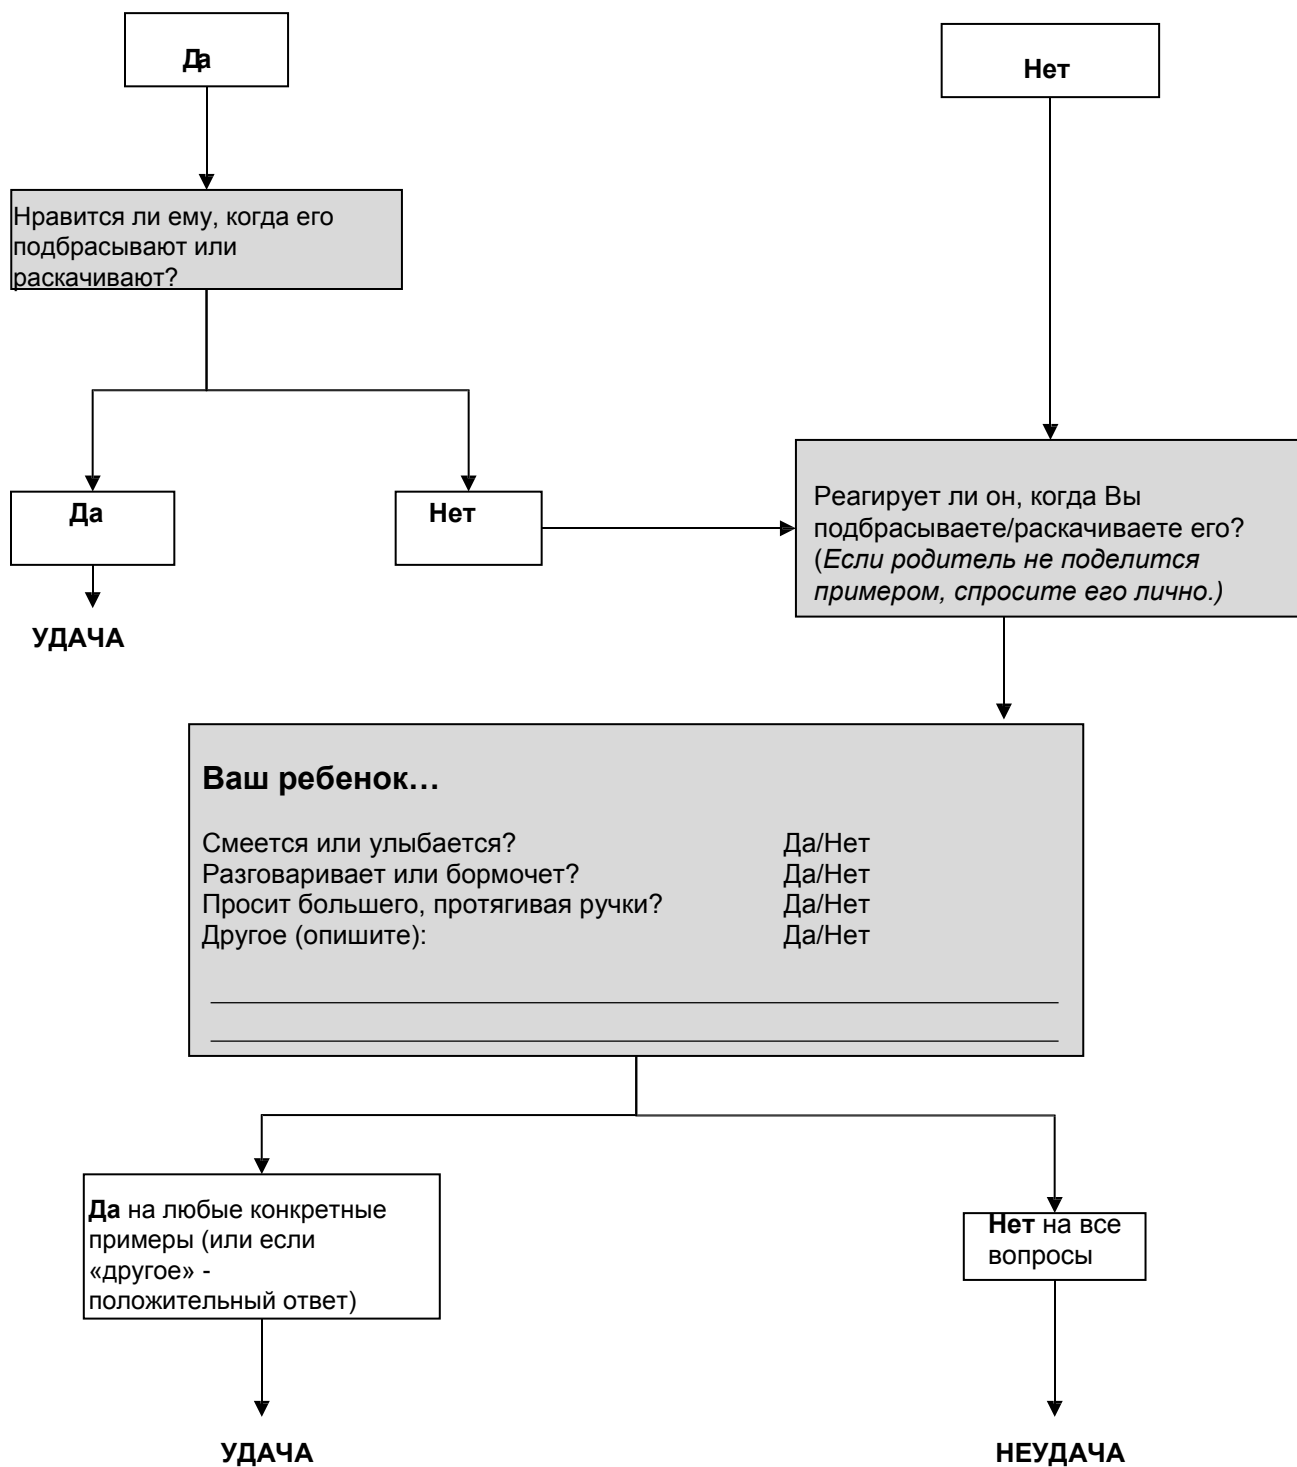 Да
Нет
Нравится ли ему, когда его
подбрасывают или
раскачивают?
Да
Нет
Реагирует ли он, когда Вы
подбрасываете/раскачиваете его?
(Если родитель не поделится
примером, спросите его лично.)
УДАЧА
Ваш ребенок…
Смеется или улыбается? Да/Нет
Разговаривает или бормочет? Да/Нет
Просит большего, протягивая ручки? Да/Нет
Другое (опишите): Да/Нет
Да на любые конкретные
примеры (или если
«другое» -
положительный ответ)
Нет на все
вопросы
УДАЧА
НЕУДАЧА